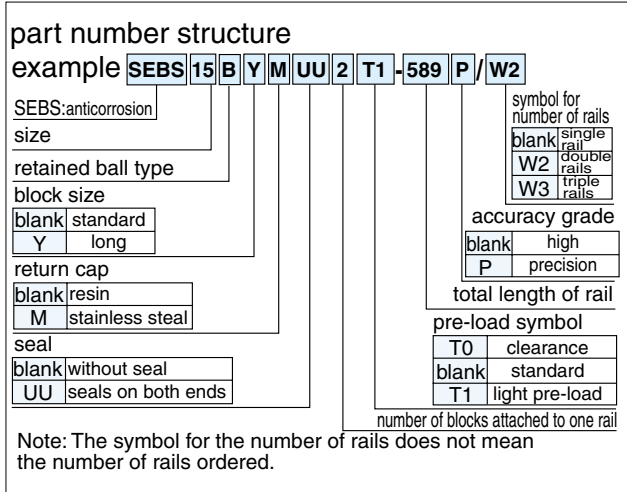 part number structure
example SEBS 15 B Y M UU 2 T1 - 589 P / W2
SEBS:anticorrosion
size
retained ball type
block size
blank standard
Y long
return cap
blank resin
M stainless steal
seal
blank without seal
UU seals on both ends
symbol for
number of rails
blank single
rail
W2 double
rails
W3 triple
rails
accuracy grade
blank high
P precision
total length of rail
pre-load symbol
T0 clearance
blank standard
T1 light pre-load
number of blocks attached to one rail
Note: The symbol for the number of rails does not mean
the number of rails ordered.